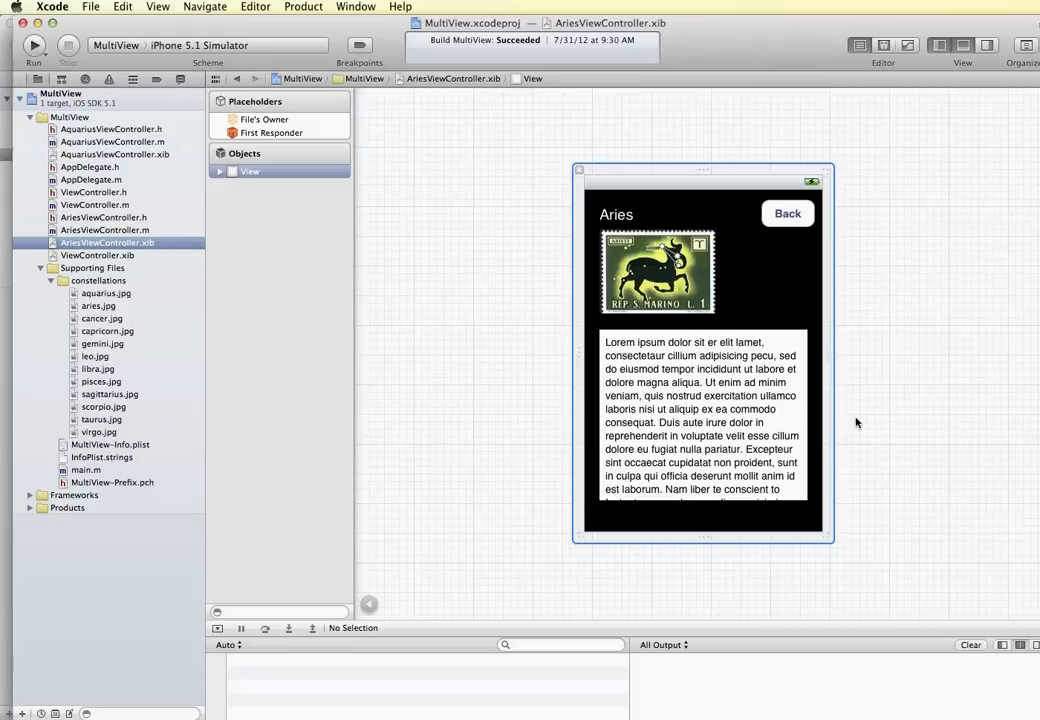 Xcode File Edit View Navigate Editor Product Window Help
MultiView.xcodeproj — AriesViewController.xib
MultiView iPhone 5.1 Simulator
Build MultiView: Succeeded 7/31/12 at 9:30 AM
Run Stop Scheme Breakpoints Editor View Organize
MultiView MultiView AriesViewController.xib View
MultiView
1 target, iOS SDK 5.1
MultiView
AquariusViewController.h
AquariusViewController.m
AquariusViewController.xib
AppDelegate.h
AppDelegate.m
ViewController.h
ViewController.m
AriesViewController.h
AriesViewController.m
AriesViewController.xib
ViewController.xib
Supporting Files
constellations
aquarius.jpg
aries.jpg
cancer.jpg
capricorn.jpg
gemini.jpg
leo.jpg
libra.jpg
pisces.jpg
sagittarius.jpg
scorpio.jpg
taurus.jpg
virgo.jpg
MultiView-Info.plist
InfoPlist.strings
main.m
MultiView-Prefix.pch
Frameworks
Products
Placeholders
File's Owner
First Responder
Objects
View
Aries
Back
ARIETE
REP. S. MARINO L. 1
Lorem ipsum dolor sit er elit lamet,
consectetaur cillium adipisicing pecu, sed
do eiusmod tempor incididunt ut labore et
dolore magna aliqua. Ut enim ad minim
veniam, quis nostrud exercitation ullamco
laboris nisi ut aliquip ex ea commodo
consequat. Duis aute irure dolor in
reprehenderit in voluptate velit esse cillum
dolore eu fugiat nulla pariatur. Excepteur
sint occaecat cupidatat non proident, sunt
in culpa qui officia deserunt mollit anim id
est laborum. Nam liber te conscient to
No Selection
Auto
All Output
Clear